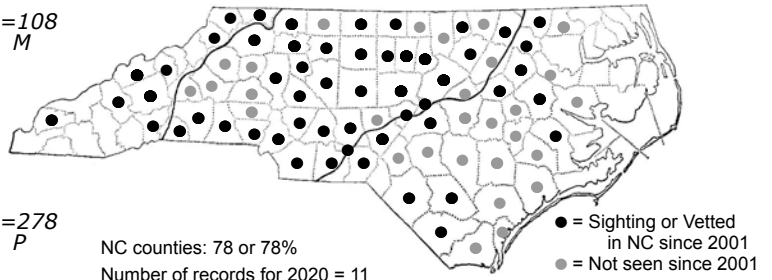 =108
M
=278
P
NC counties: 78 or 78%
Number of records for 2020 = 11
● = Sighting or Vetted
in NC since 2001
● = Not seen since 2001